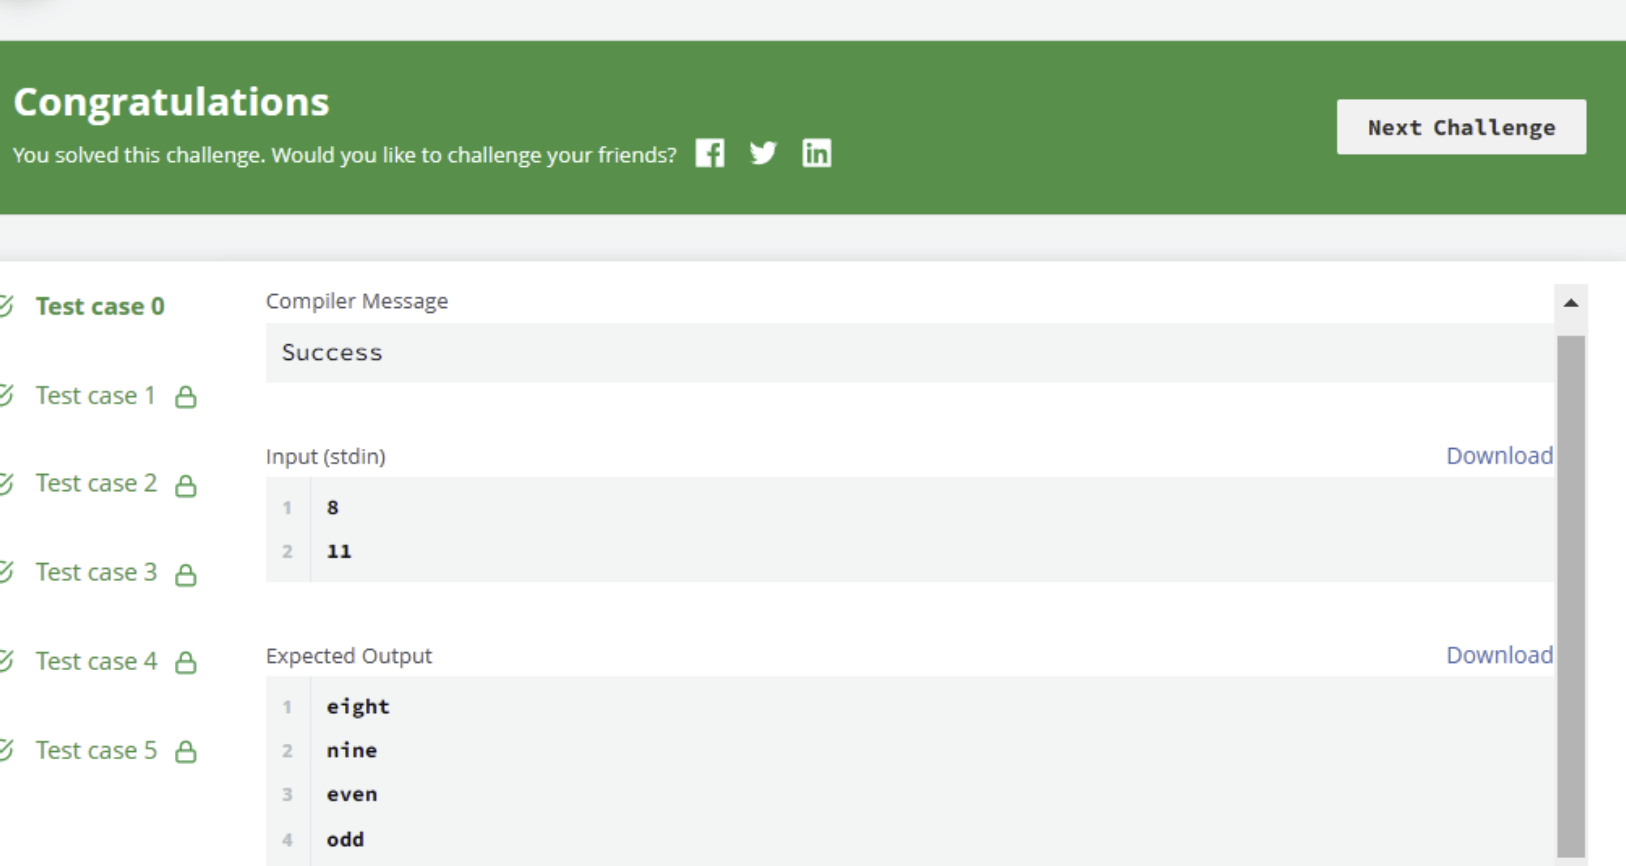 Congratulations
You solved this challenge. Would you like to challenge your friends?
Next Challenge
Test case 0
Test case 1
Test case 2
Test case 3
Test case 4
Test case 5
Compiler Message
Success
Input (stdin)
Download
1 8
2 11
Expected Output
Download
1 eight
2 nine
3 even
4 odd